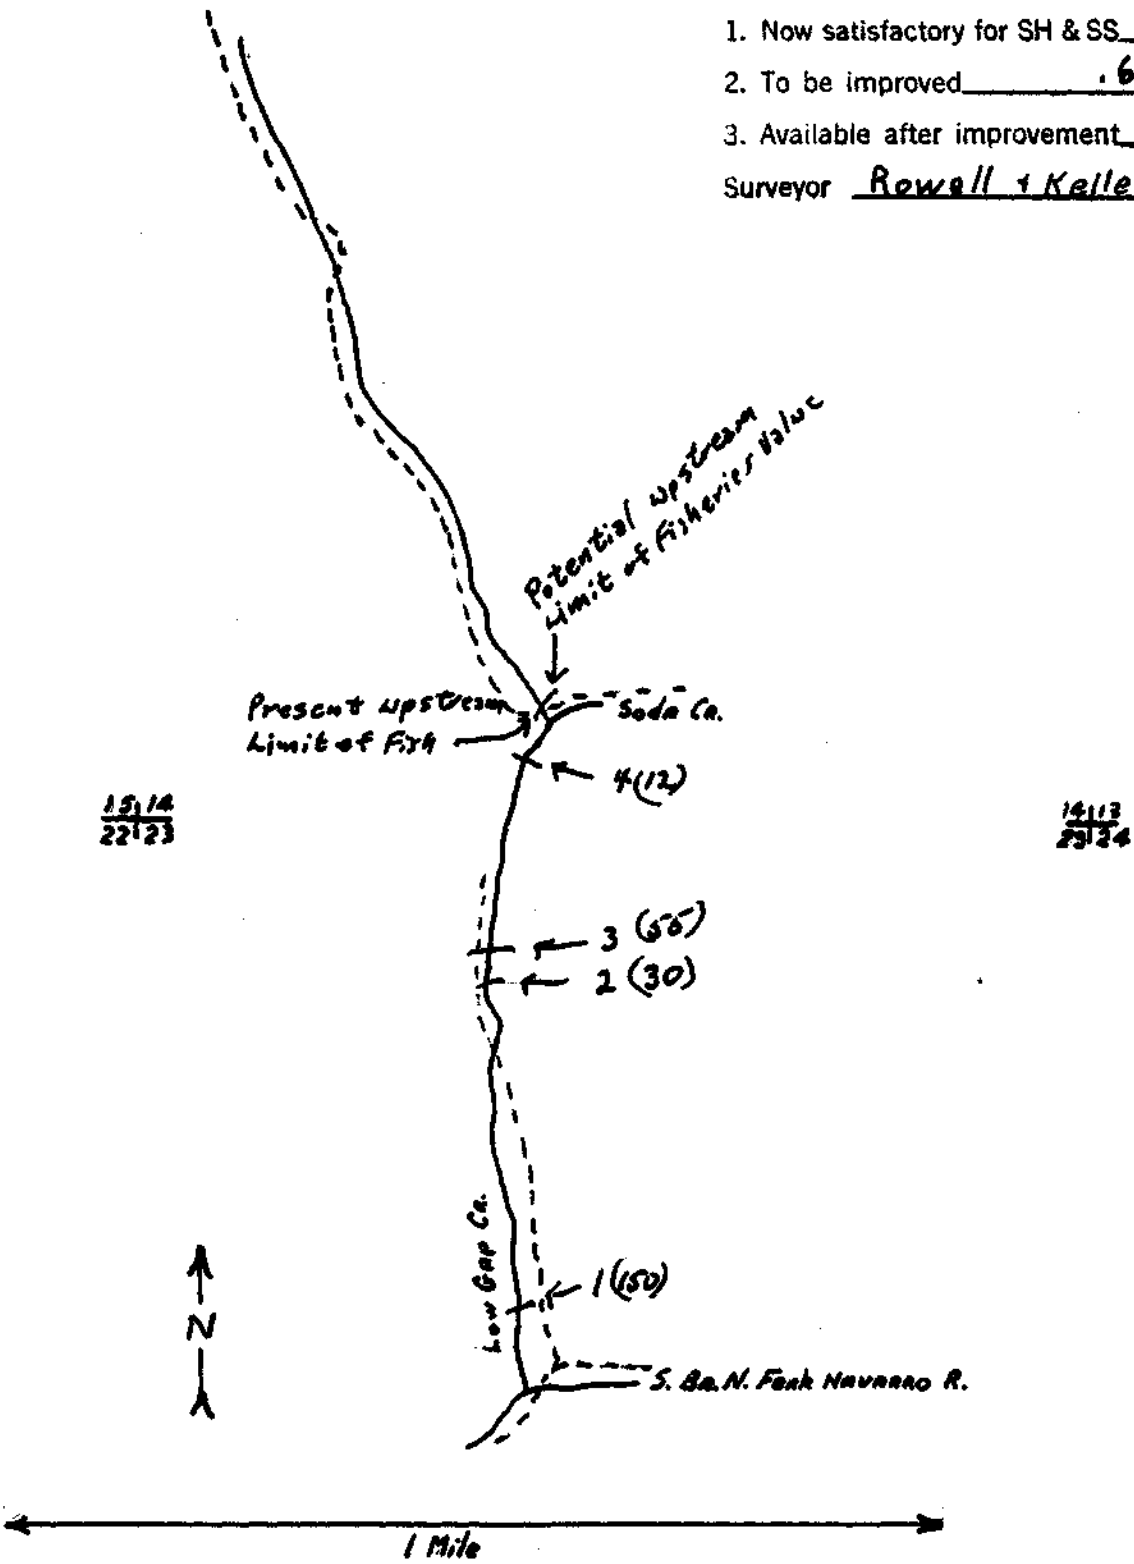 1. Now satisfactory for SH & SS
2. To be improved .6
3. Available after improvement
Surveyor Rowell & Kelle
Potential upstream
Limit of Fisheries Value
Present upstream
Limit of Fish
Soda Cr.
4 (12)
15 14
22 23
14 13
23 24
3 (55)
2 (30)
Low Gap Cr.
1 (150)
N
S. Br. N. Fork Navarro R.
1 Mile